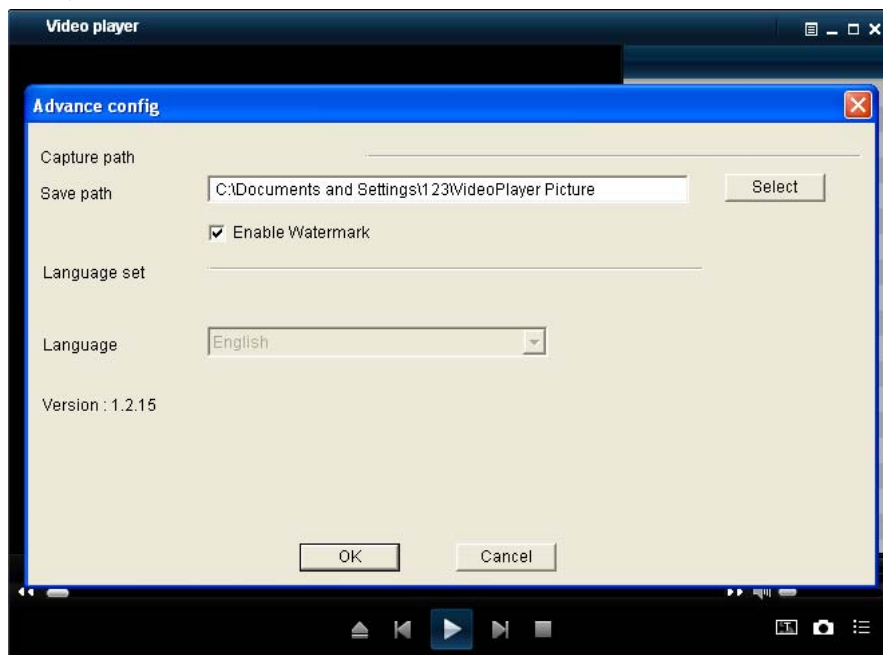 Video player
Advance config
Capture path
Save path C:\Documents and Settings\123\VideoPlayer Picture Select
Enable Watermark
Language set
Language English
Version : 1.2.15
OK Cancel